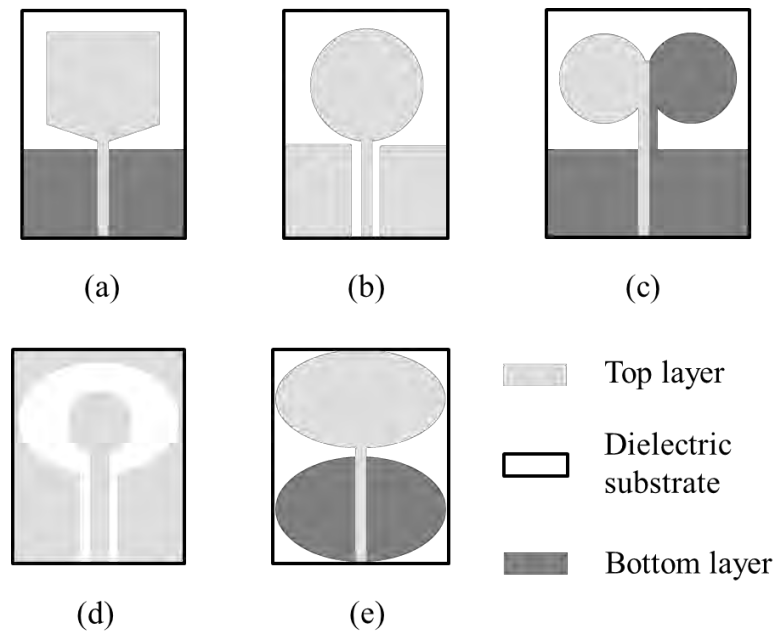 (a)
(b)
(c)
Top layer
Dielectric
substrate
Bottom layer
(d)
(e)